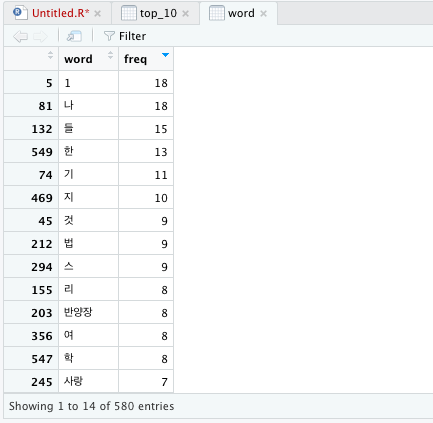 Untitled.R* × top_10 × word ×
Filter
word freq
5 1 18
81 나 18
132 들 15
549 한 13
74 기 11
469 지 10
45 것 9
212 법 9
294 스 9
155 리 8
203 반양장 8
356 여 8
547 학 8
245 사랑 7
Showing 1 to 14 of 580 entries